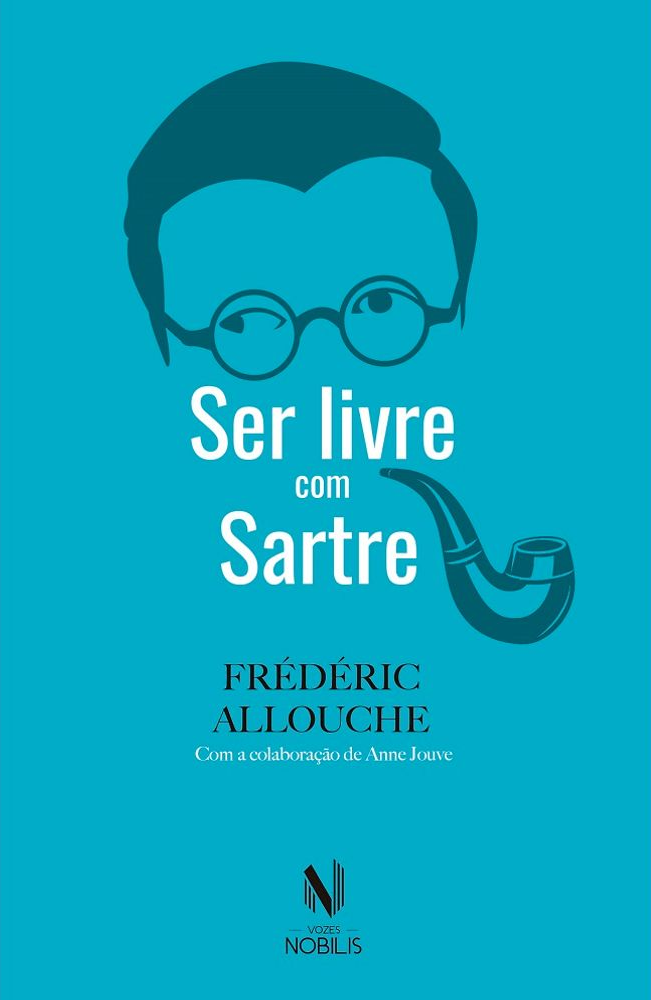 Ser livre
com
Sartre
FRÉDÉRIC
ALLOUCHE
Com a colaboração de Anne Jouve
VOZES
NOBILIS